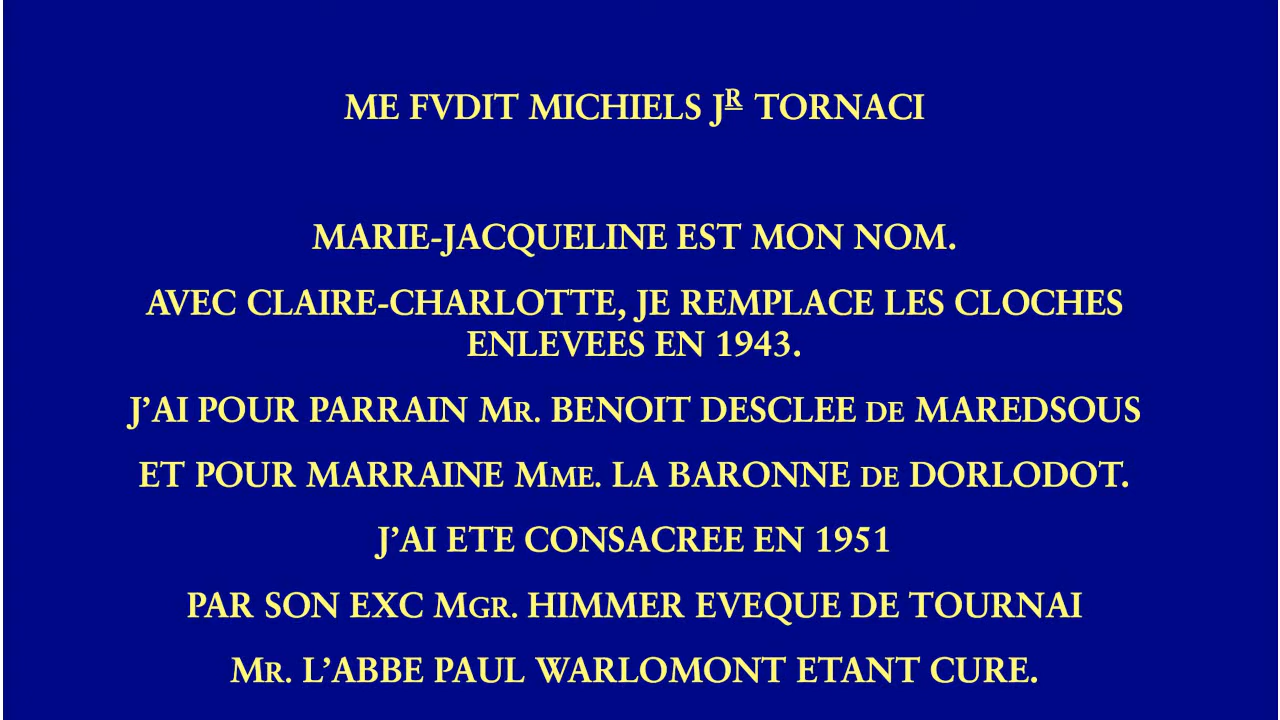 ME FVDIT MICHIELS JR TORNACI
MARIE-JACQUELINE EST MON NOM.
AVEC CLAIRE-CHARLOTTE, JE REMPLACE LES CLOCHES
ENLEVEES EN 1943.
J’AI POUR PARRAIN MR. BENOIT DESCLEE DE MAREDSOUS
ET POUR MARRAINE MME. LA BARONNE DE DORLODOT.
J’AI ETE CONSACREE EN 1951
PAR SON EXC MGR. HIMMER EVEQUE DE TOURNAI
MR. L’ABBE PAUL WARLOMONT ETANT CURE.